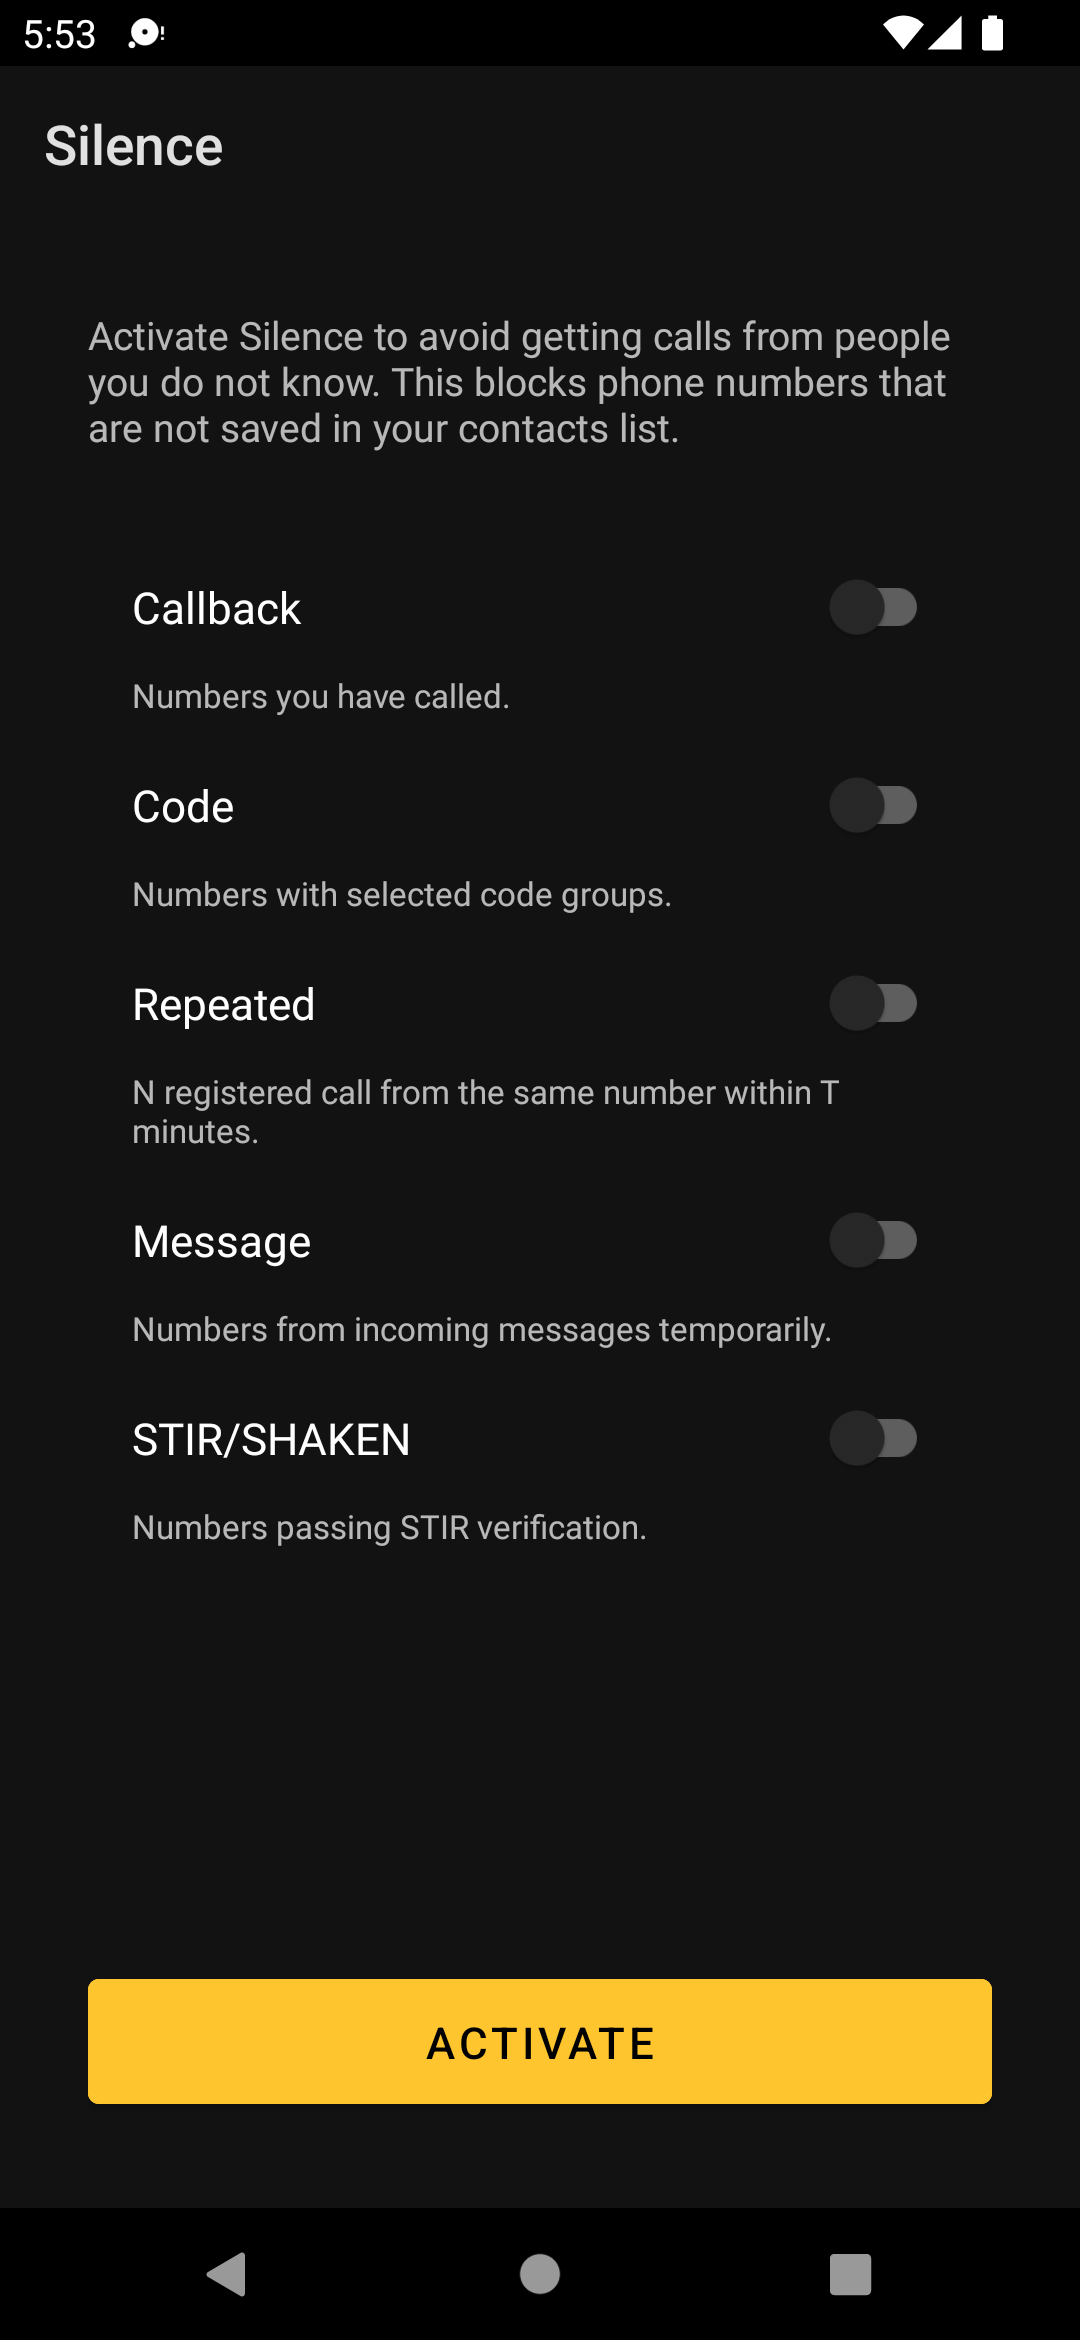 5:53
Silence
Activate Silence to avoid getting calls from people
you do not know. This blocks phone numbers that
are not saved in your contacts list.
Callback
Numbers you have called.
Code
Numbers with selected code groups.
Repeated
N registered call from the same number within T
minutes.
Message
Numbers from incoming messages temporarily.
STIR/SHAKEN
Numbers passing STIR verification.
ACTIVATE